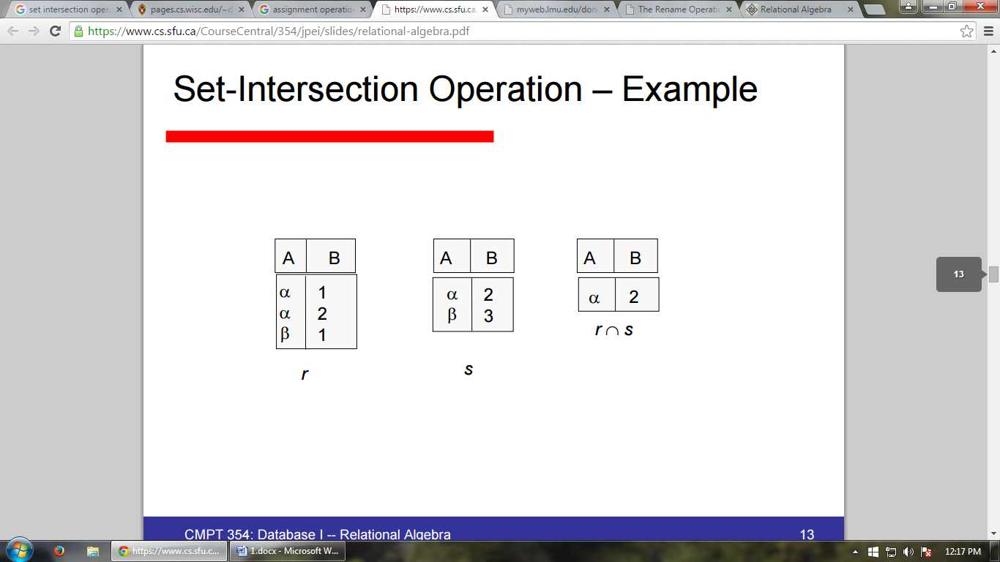 set intersection oper
pages.cs.wisc.edu/~d
assignment operation
https://www.cs.sfu.ca
myweb.lmu.edu/don
The Rename Operati
Relational Algebra
https://www.cs.sfu.ca/CourseCentral/354/jpei/slides/relational-algebra.pdf
Set-Intersection Operation – Example
A B
α 1
α 2
β 1
r
A B
α 2
β 3
s
A B
α 2
r ∩ s
13
CMPT 354: Database I -- Relational Algebra 13
https://www.cs.sfu.c...
1.docx - Microsoft W...
12:17 PM